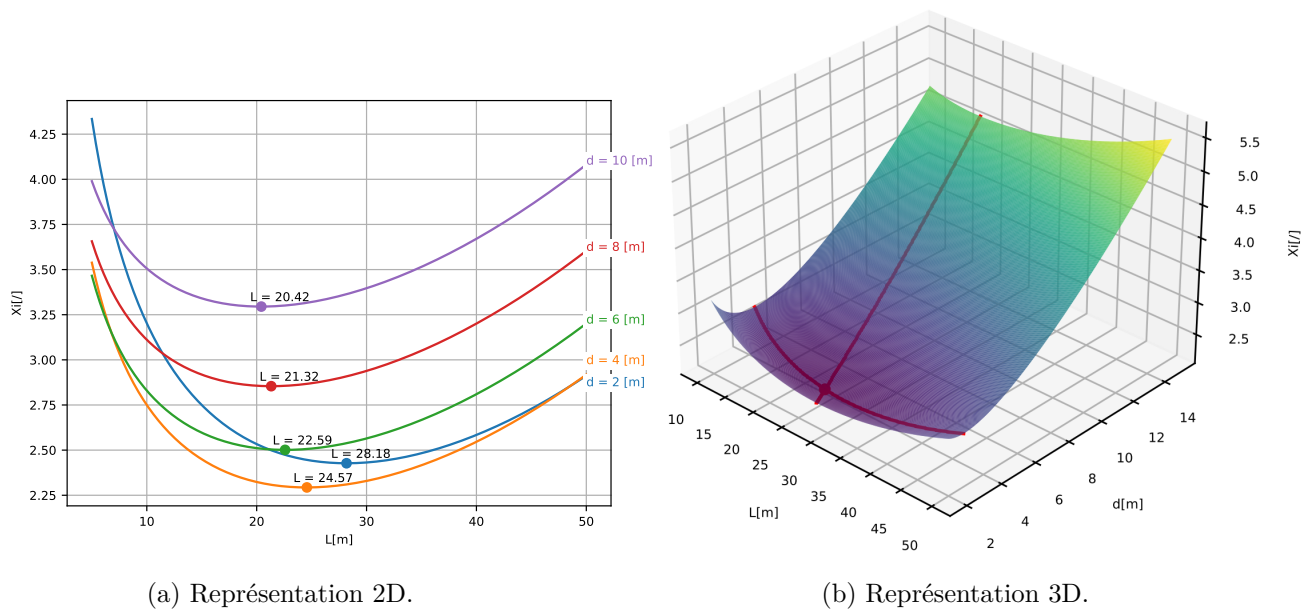 4.25
4.00
3.75
3.50
3.25
3.00
2.75
2.50
2.25
Xi[/]
10
20
30
40
50
L[m]
d = 10 [m]
d = 8 [m]
d = 6 [m]
d = 4 [m]
d = 2 [m]
L = 20.42
L = 21.32
L = 22.59
L = 28.18
L = 24.57
(a) Représentation 2D.
10
15
20
25
30
35
40
45
50
L[m]
2
4
6
8
10
12
14
d[m]
5.5
5.0
4.5
4.0
3.5
3.0
2.5
Xi[/]
(b) Représentation 3D.